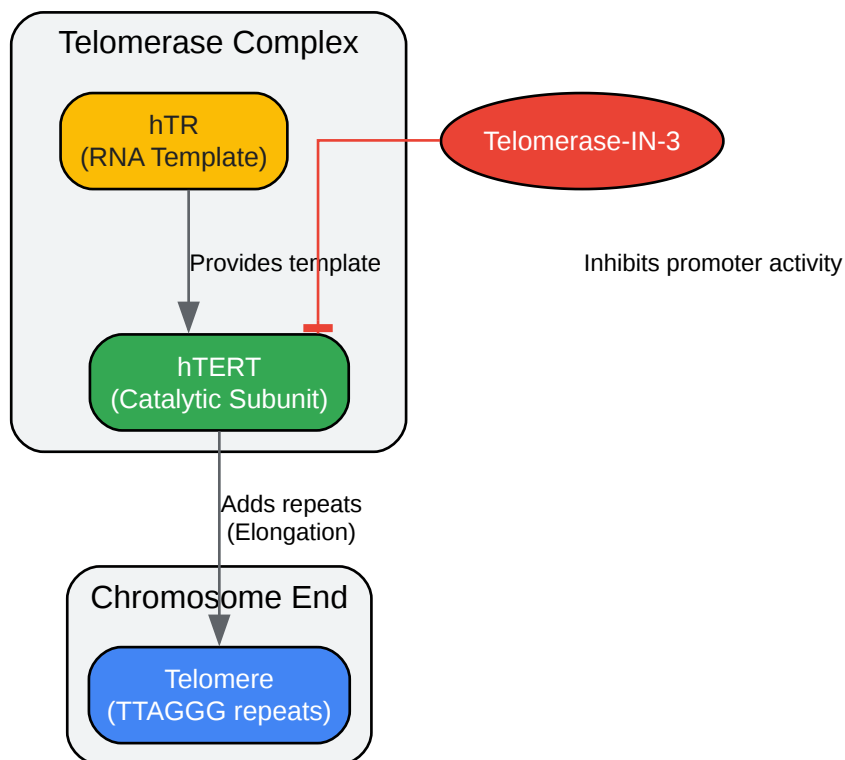 Telomerase Complex
hTR
(RNA Template)
Telomerase-IN-3
Provides template
Inhibits promoter activity
hTERT
(Catalytic Subunit)
Adds repeats
(Elongation)
Chromosome End
Telomere
(TTAGGG repeats)